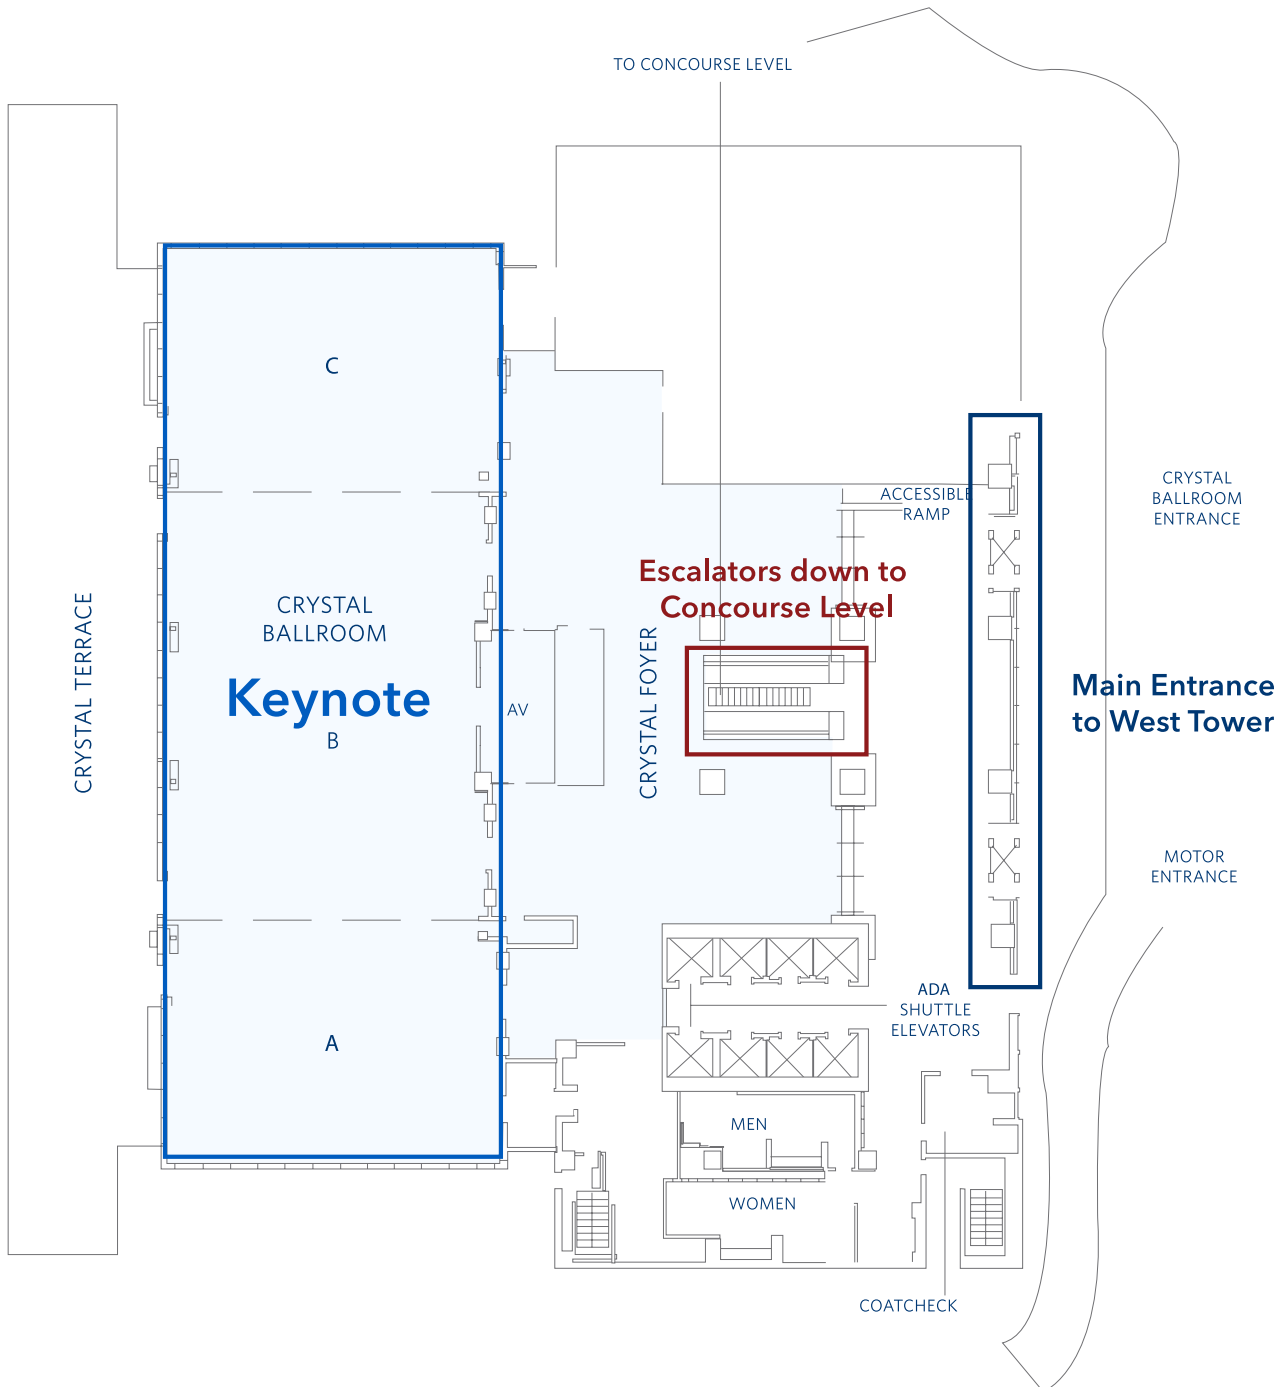 TO CONCOURSE LEVEL
C
CRYSTAL
BALLROOM
ENTRANCE
ACCESSIBLE
RAMP
Escalators down to
Concourse Level
CRYSTAL TERRACE
CRYSTAL
BALLROOM
Keynote
B
AV
CRYSTAL FOYER
Main Entrance
to West Tower
MOTOR
ENTRANCE
ADA
SHUTTLE
ELEVATORS
A
MEN
WOMEN
COATCHECK